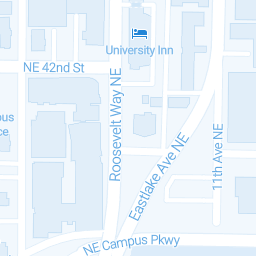 University Inn
NE 42nd St
Roosevelt Way NE
Eastlake Ave NE
11th Ave NE
NE Campus Pkwy